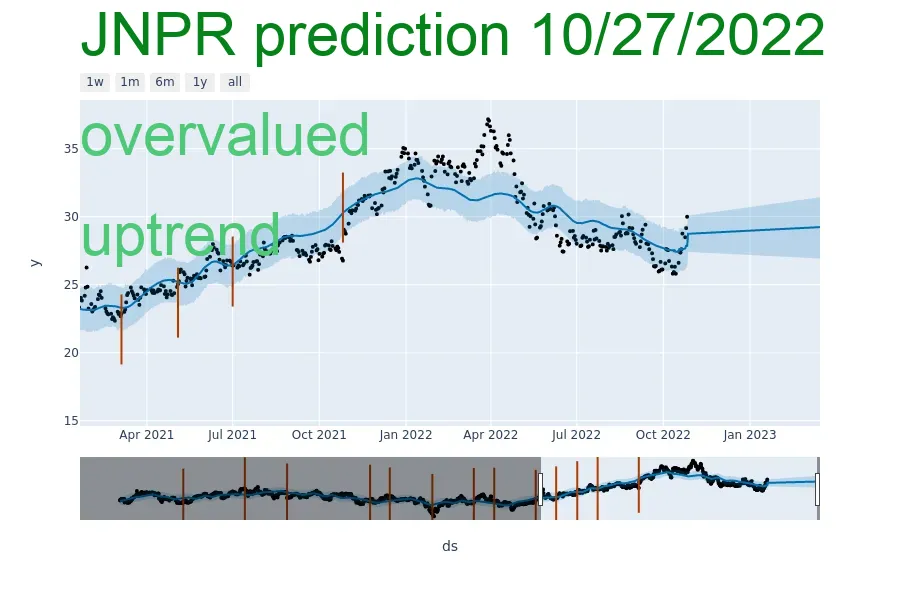 JNPR prediction 10/27/2022
1w 1m 6m 1y all
overvalued
35
uptrend
30
y
25
20
15
Apr 2021 Jul 2021 Oct 2021 Jan 2022 Apr 2022 Jul 2022 Oct 2022 Jan 2023
ds